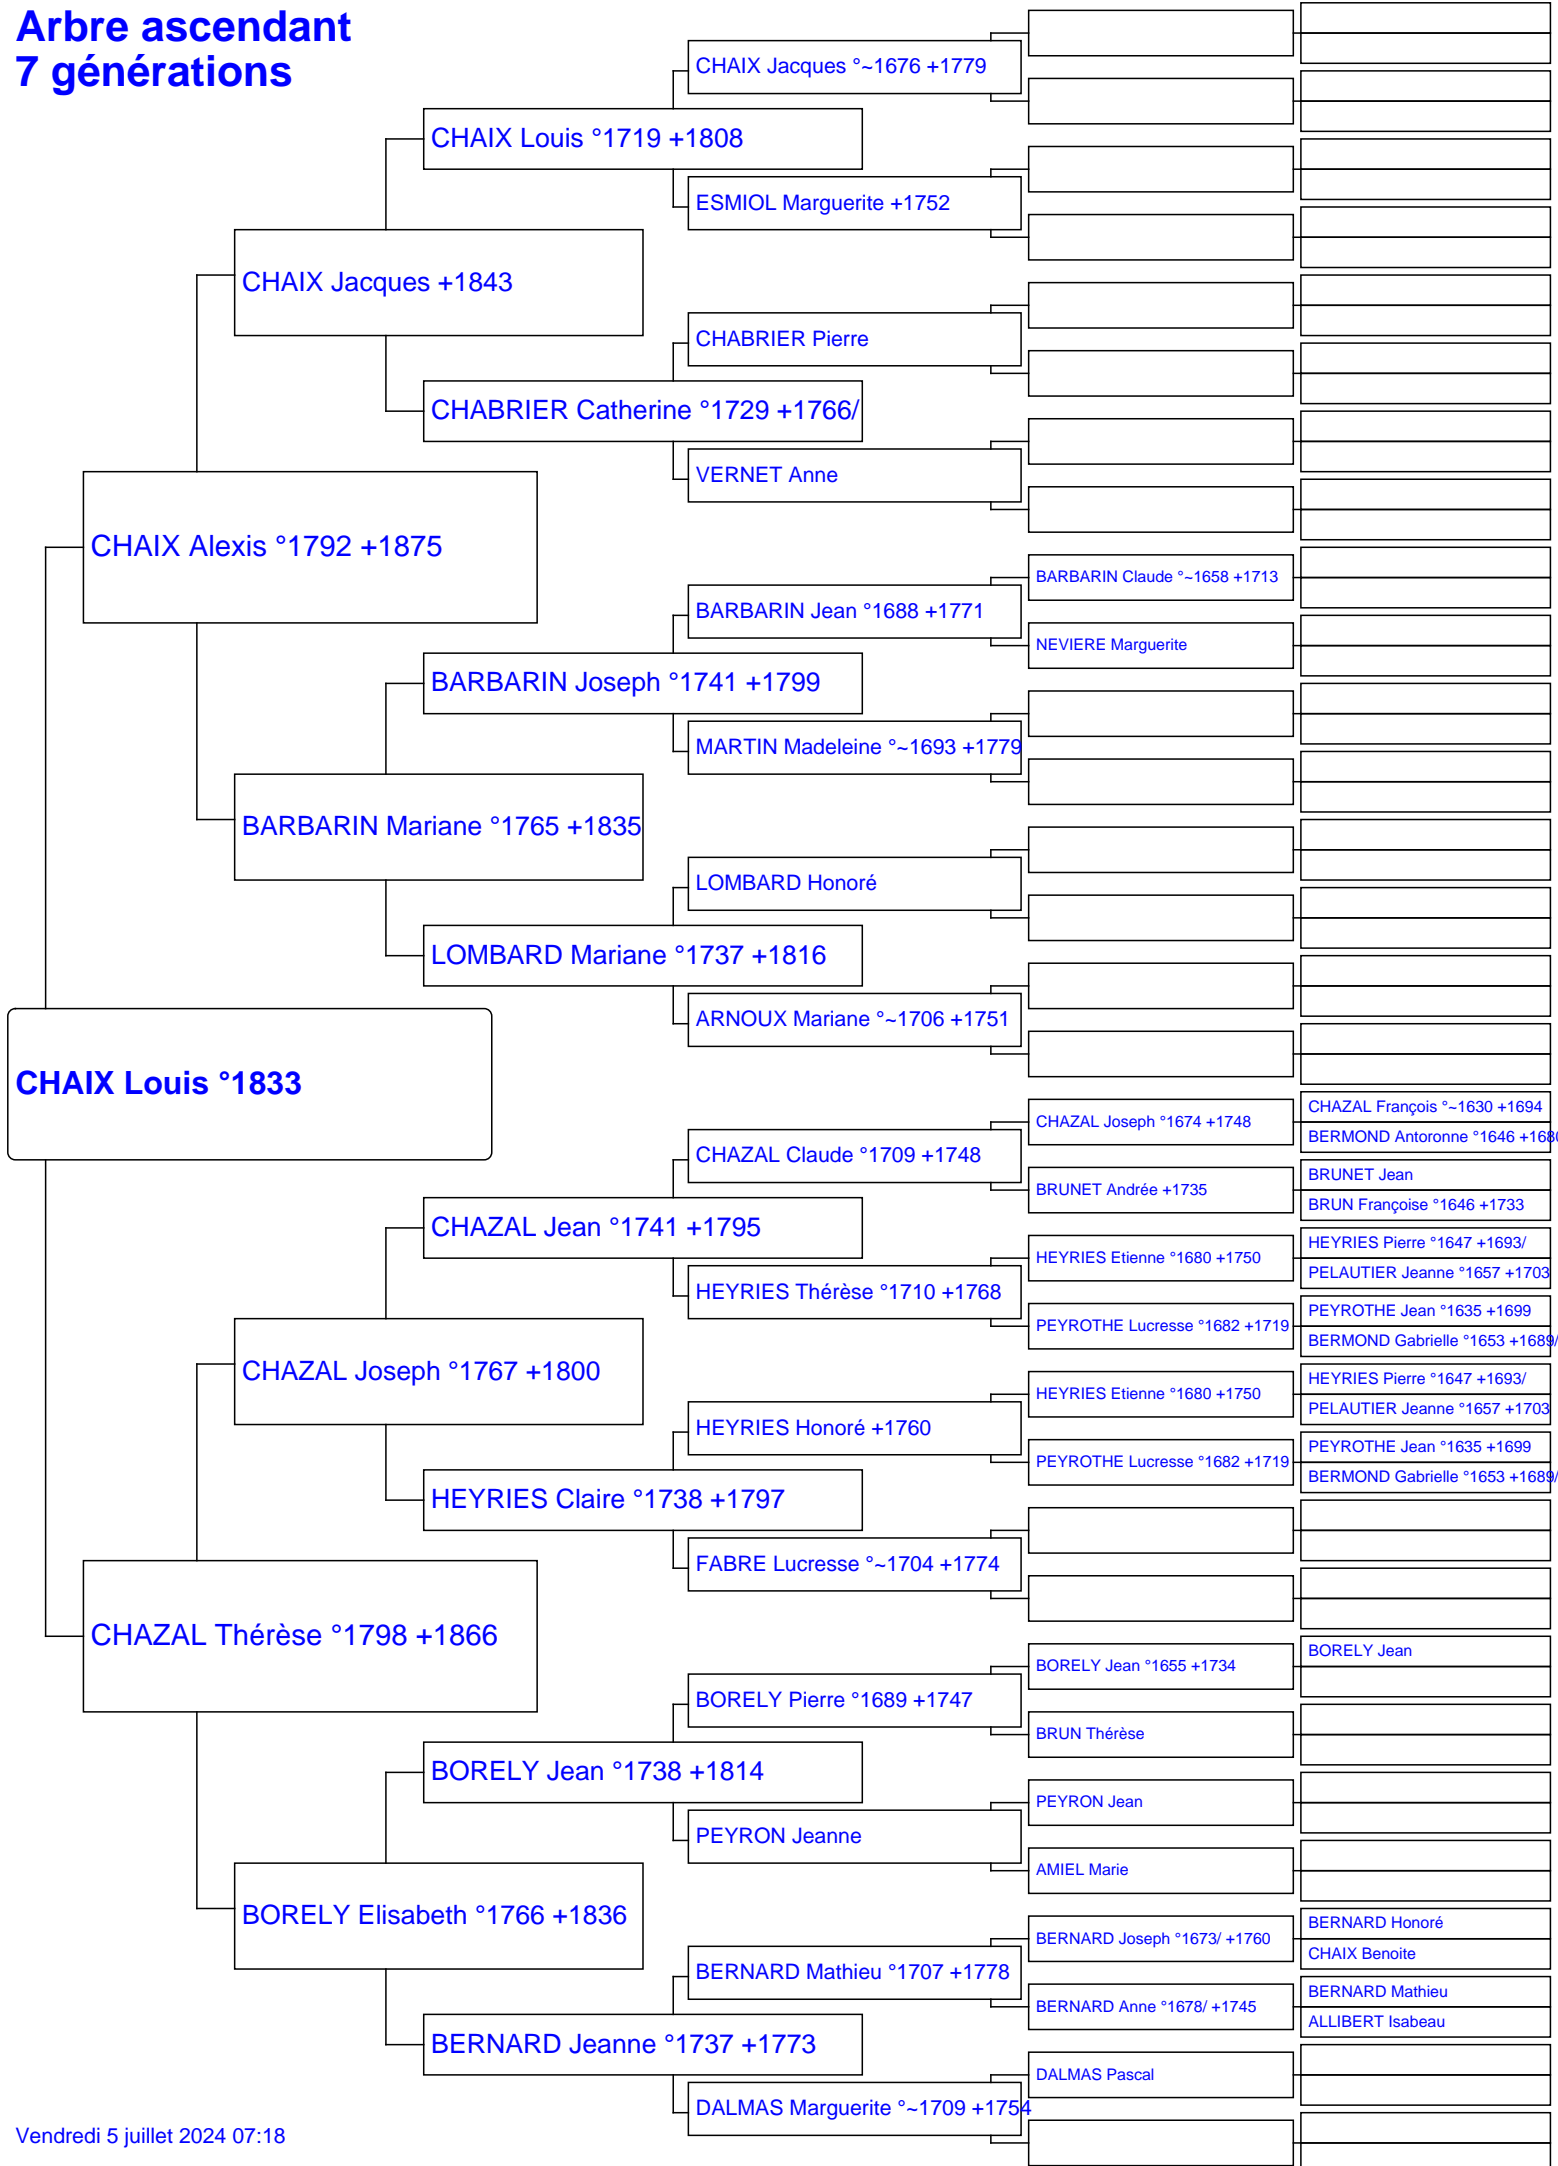 Arbre ascendant
7 générations
CHAIX Louis °1833
CHAIX Alexis °1792 +1875
CHAZAL Thérèse °1798 +1866
CHAIX Jacques +1843
BARBARIN Mariane °1765 +1835
CHAZAL Joseph °1767 +1800
BORELY Elisabeth °1766 +1836
CHAIX Louis °1719 +1808
CHABRIER Catherine °1729 +1766/
BARBARIN Joseph °1741 +1799
LOMBARD Mariane °1737 +1816
CHAZAL Jean °1741 +1795
HEYRIES Claire °1738 +1797
BORELY Jean °1738 +1814
BERNARD Jeanne °1737 +1773
CHAIX Jacques °~1676 +1779
ESMIOL Marguerite +1752
CHABRIER Pierre
VERNET Anne
BARBARIN Jean °1688 +1771
MARTIN Madeleine °~1693 +1779
LOMBARD Honoré
ARNOUX Mariane °~1706 +1751
CHAZAL Claude °1709 +1748
HEYRIES Thérèse °1710 +1768
HEYRIES Honoré +1760
FABRE Lucresse °~1704 +1774
BORELY Pierre °1689 +1747
PEYRON Jeanne
BERNARD Mathieu °1707 +1778
DALMAS Marguerite °~1709 +1754
BARBARIN Claude °~1658 +1713
NEVIERE Marguerite
CHAZAL Joseph °1674 +1748
BRUNET Andrée +1735
HEYRIES Etienne °1680 +1750
PEYROTHE Lucresse °1682 +1719
HEYRIES Etienne °1680 +1750
PEYROTHE Lucresse °1682 +1719
BORELY Jean °1655 +1734
BRUN Thérèse
PEYRON Jean
AMIEL Marie
BERNARD Joseph °1673/ +1760
BERNARD Anne °1678/ +1745
DALMAS Pascal
CHAZAL François °~1630 +1694
BERMOND Antoronne °1646 +1680
BRUNET Jean
BRUN Françoise °1646 +1733
HEYRIES Pierre °1647 +1693/
PELAUTIER Jeanne °1657 +1703
PEYROTHE Jean °1635 +1699
BERMOND Gabrielle °1653 +1689/
HEYRIES Pierre °1647 +1693/
PELAUTIER Jeanne °1657 +1703
PEYROTHE Jean °1635 +1699
BERMOND Gabrielle °1653 +1689/
BORELY Jean
BERNARD Honoré
CHAIX Benoite
BERNARD Mathieu
ALLIBERT Isabeau
Vendredi 5 juillet 2024 07:18